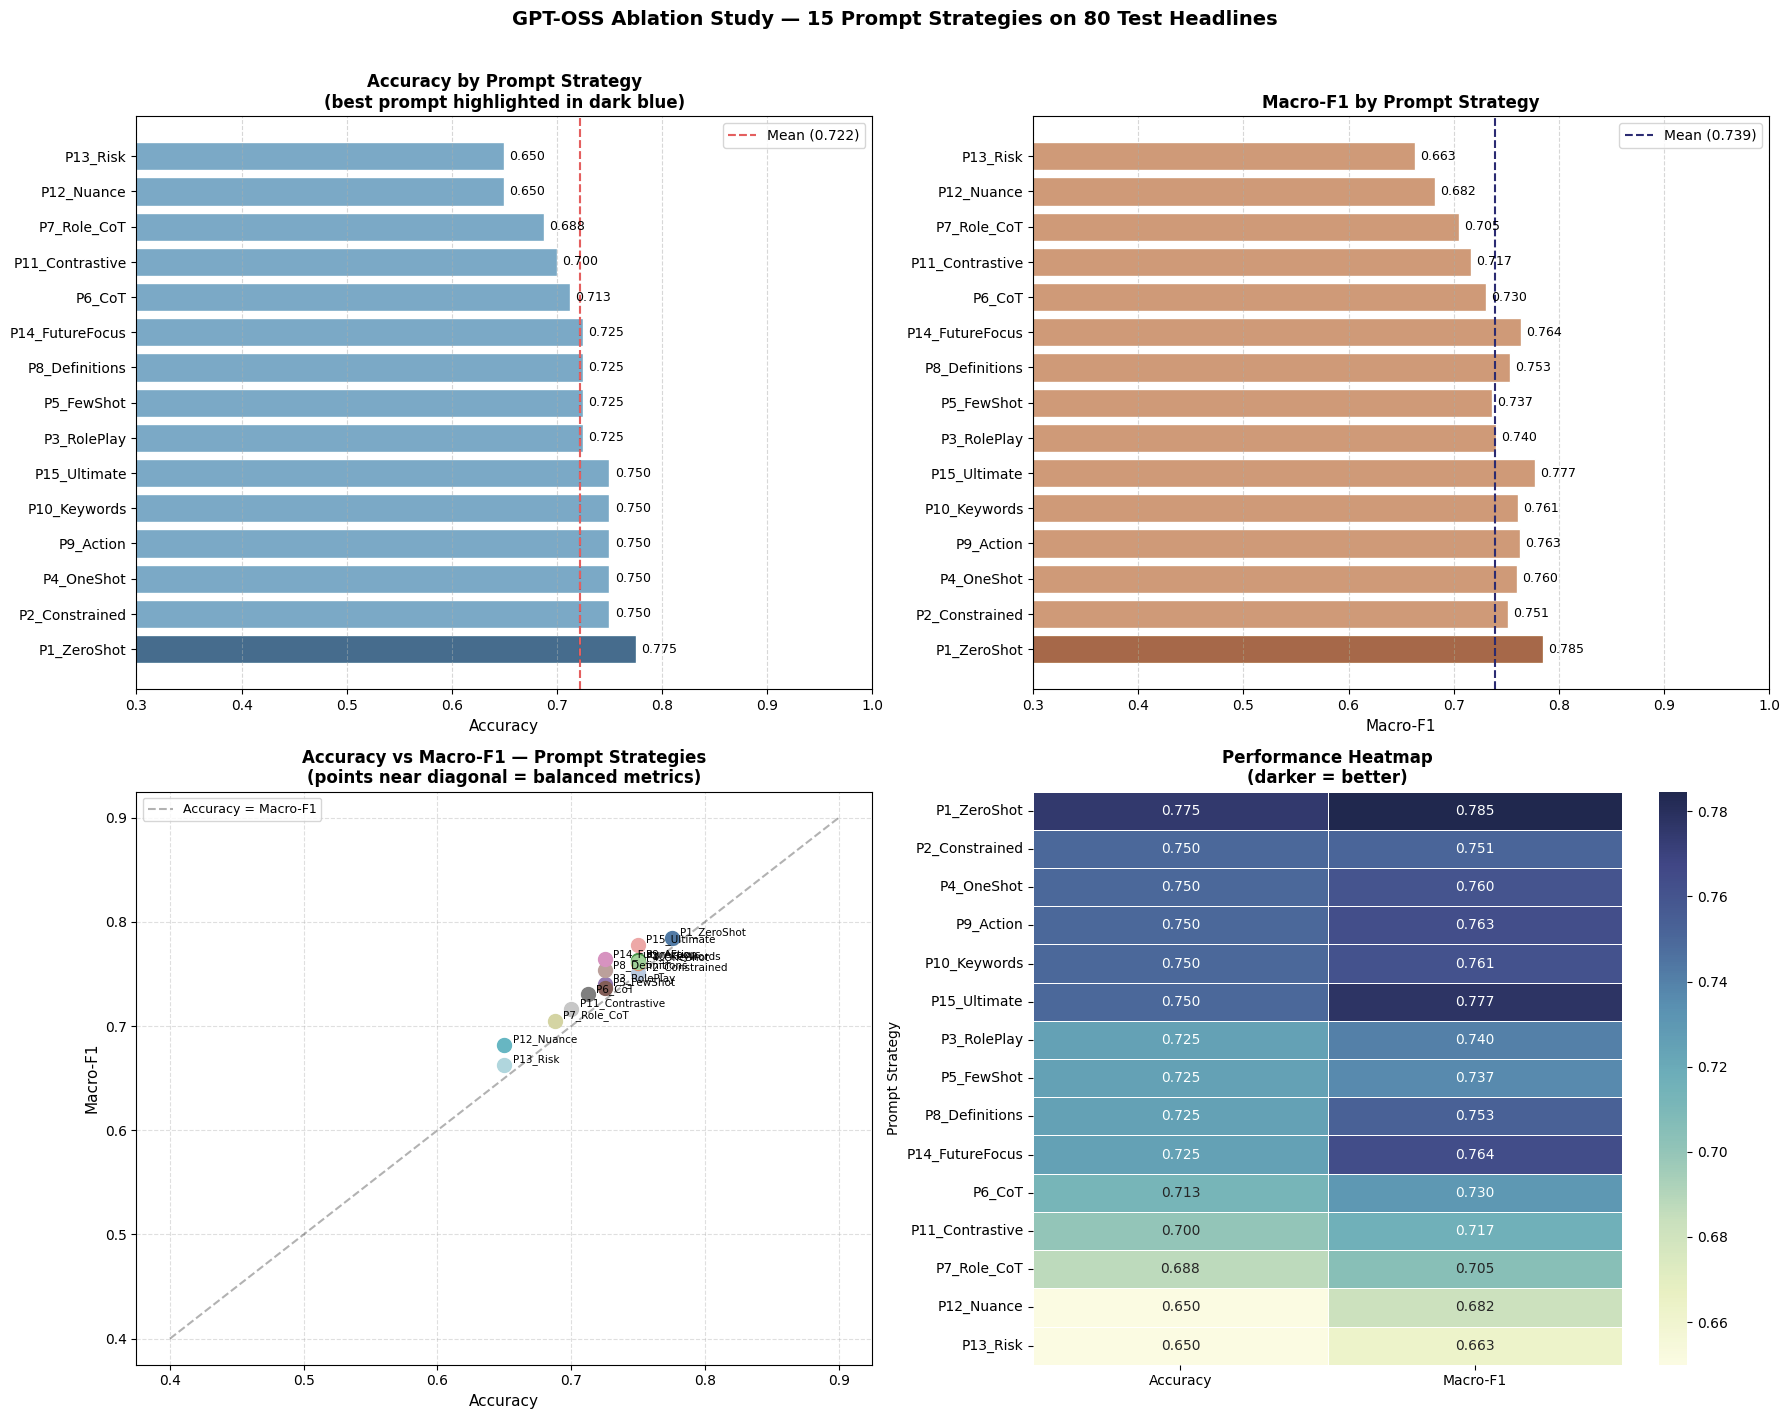 GPT-OSS Ablation Study — 15 Prompt Strategies on 80 Test Headlines
Accuracy by Prompt Strategy
(best prompt highlighted in dark blue)
Mean (0.722)
P13_Risk 0.650
P12_Nuance 0.650
P7_Role_CoT 0.688
P11_Contrastive 0.700
P6_CoT 0.713
P14_FutureFocus 0.725
P8_Definitions 0.725
P5_FewShot 0.725
P3_RolePlay 0.725
P15_Ultimate 0.750
P10_Keywords 0.750
P9_Action 0.750
P4_OneShot 0.750
P2_Constrained 0.750
P1_ZeroShot 0.775
0.3 0.4 0.5 0.6 0.7 0.8 0.9 1.0
Accuracy
Macro-F1 by Prompt Strategy
Mean (0.739)
P13_Risk 0.663
P12_Nuance 0.682
P7_Role_CoT 0.705
P11_Contrastive 0.717
P6_CoT 0.730
P14_FutureFocus 0.764
P8_Definitions 0.753
P5_FewShot 0.737
P3_RolePlay 0.740
P15_Ultimate 0.777
P10_Keywords 0.761
P9_Action 0.763
P4_OneShot 0.760
P2_Constrained 0.751
P1_ZeroShot 0.785
0.3 0.4 0.5 0.6 0.7 0.8 0.9 1.0
Macro-F1
Accuracy vs Macro-F1 — Prompt Strategies
(points near diagonal = balanced metrics)
Accuracy = Macro-F1
Macro-F1
0.9
0.8
0.7
0.6
0.5
0.4
P1_ZeroShot
P15_Ultimate
P2_Constrained
P8_Definitions
P3_RolePlay
P5_FewShot
P6_CoT
P11_Contrastive
P7_Role_CoT
P12_Nuance
P13_Risk
0.4 0.5 0.6 0.7 0.8 0.9
Accuracy
Performance Heatmap
(darker = better)
Prompt Strategy
P1_ZeroShot 0.775 0.785
P2_Constrained 0.750 0.751
P4_OneShot 0.750 0.760
P9_Action 0.750 0.763
P10_Keywords 0.750 0.761
P15_Ultimate 0.750 0.777
P3_RolePlay 0.725 0.740
P5_FewShot 0.725 0.737
P8_Definitions 0.725 0.753
P14_FutureFocus 0.725 0.764
P6_CoT 0.713 0.730
P11_Contrastive 0.700 0.717
P7_Role_CoT 0.688 0.705
P12_Nuance 0.650 0.682
P13_Risk 0.650 0.663
Accuracy Macro-F1
0.78
0.76
0.74
0.72
0.70
0.68
0.66